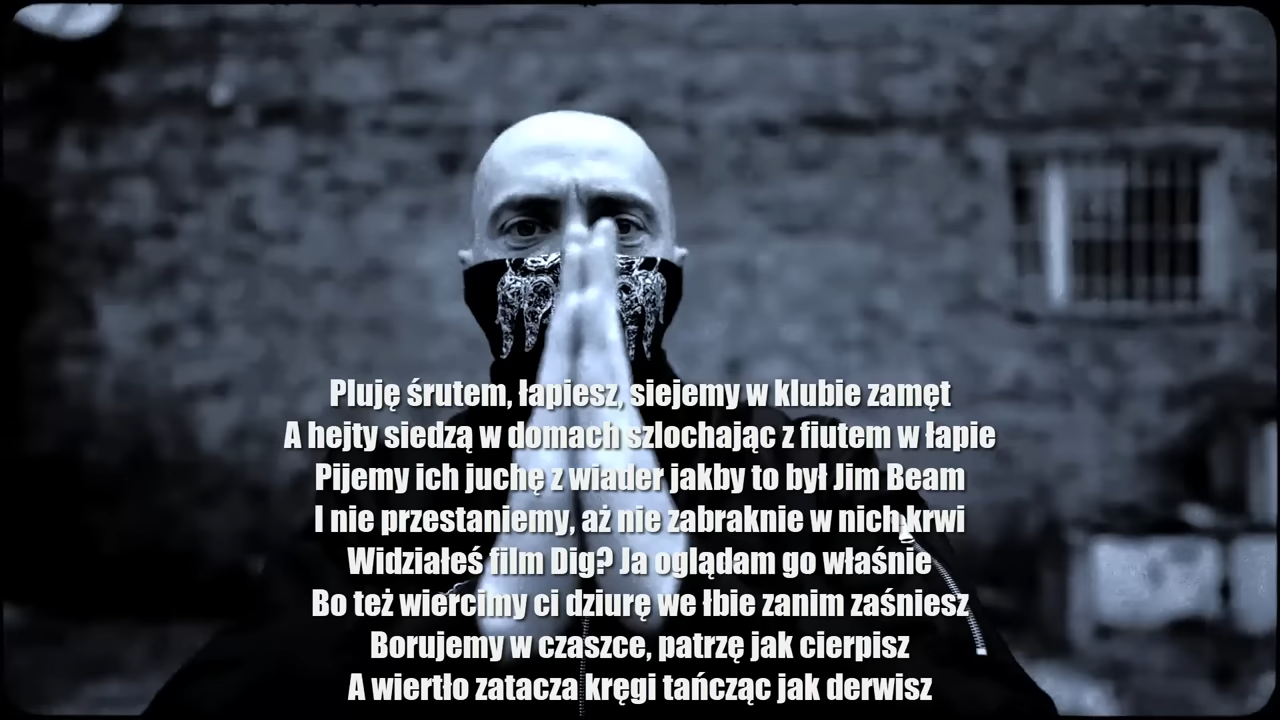 Pluję śrutem, łapiesz, siejemy w klubie zamęt
A hejty siedzą w domach szlochając z fiutem w łapie
Pijemy ich juchę z wiader jakby to był Jim Beam
I nie przestaniemy, aż nie zabraknie w nich krwi
Widziałeś film Dig? Ja oglądam go właśnie
Bo też wiercimy ci dziurę we łbie zanim zaśniesz
Borujemy w czaszce, patrzę jak cierpisz
A wiertło zatacza kręgi tańcząc jak derwisz